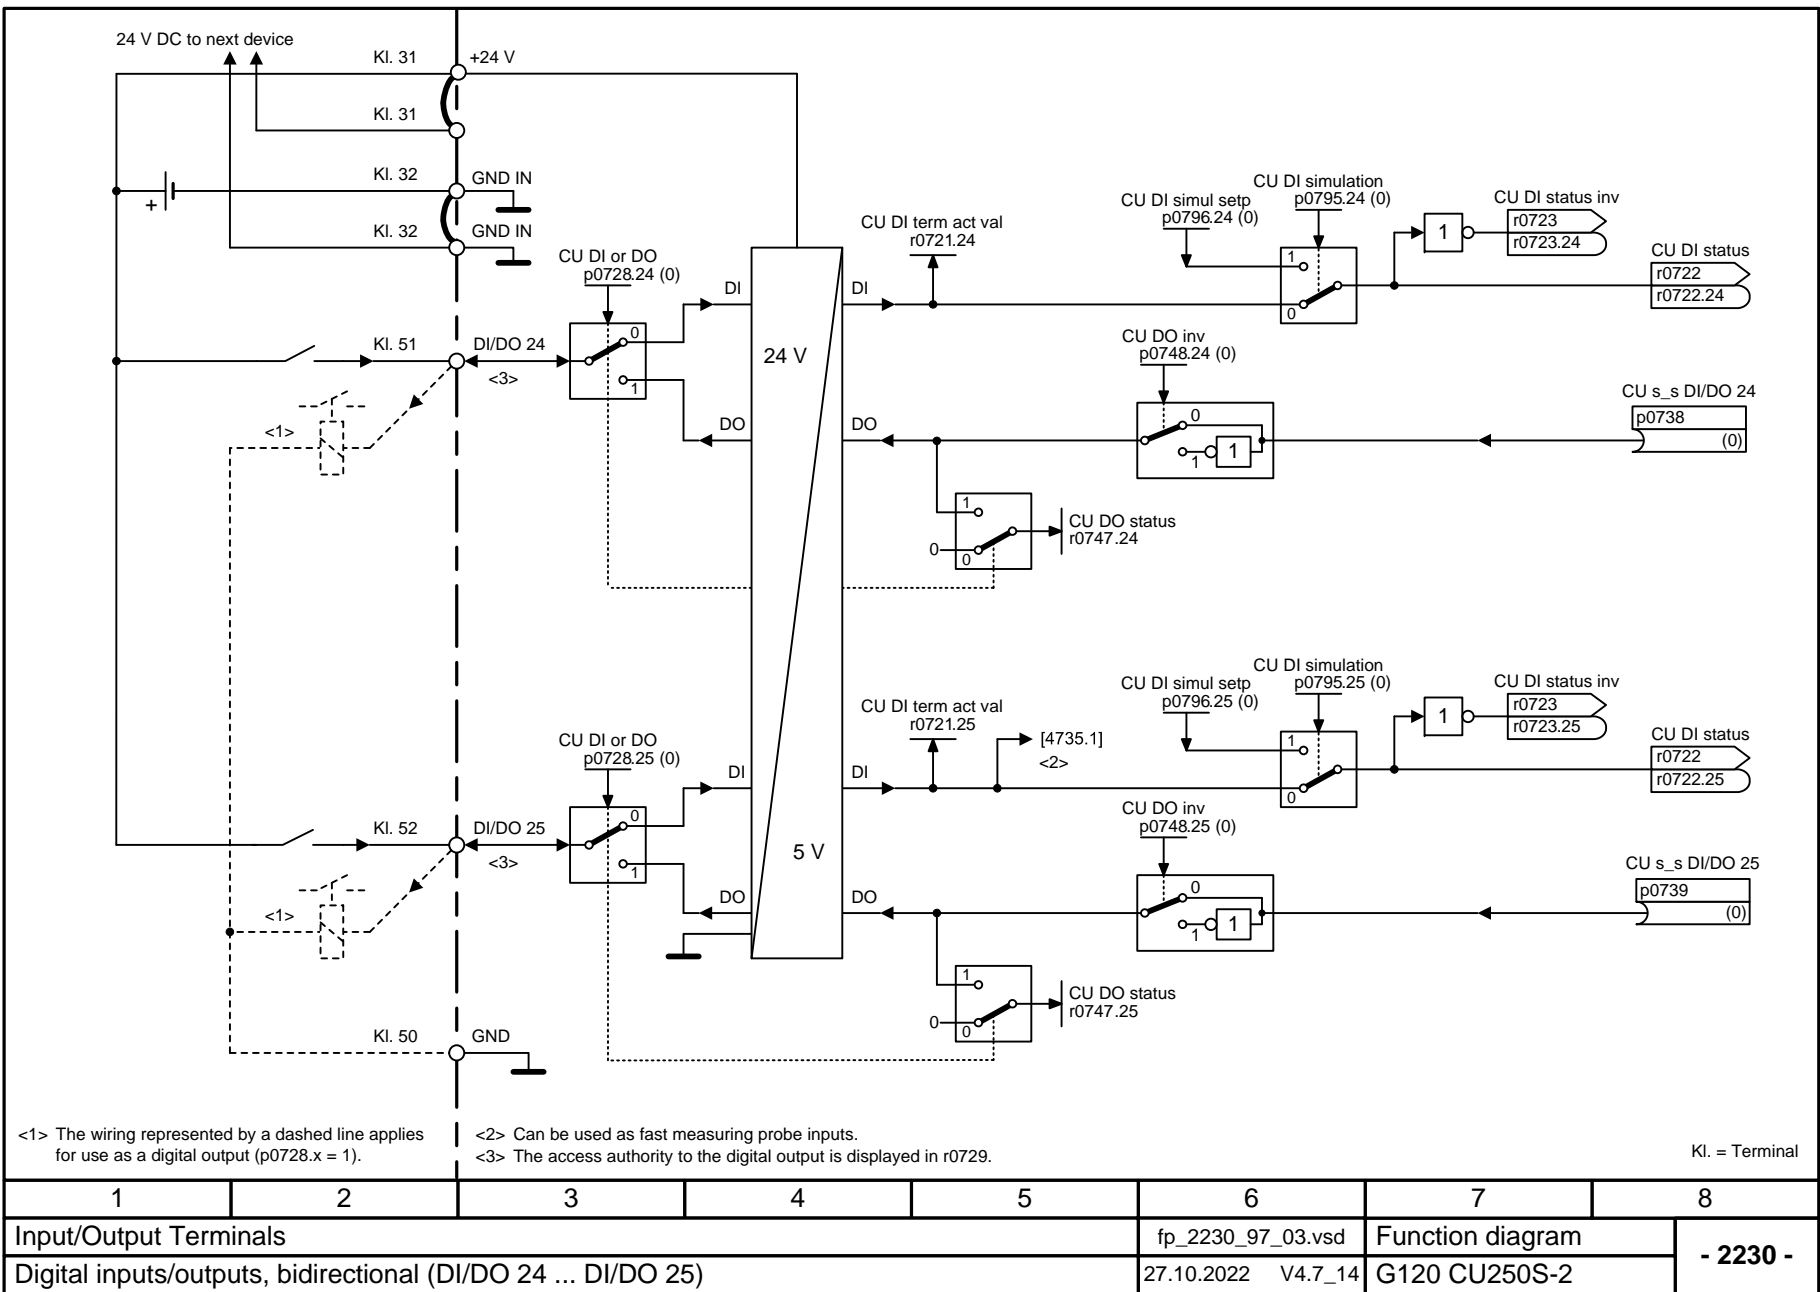 24 V DC to next device
Kl. 31
+24 V
Kl. 31
Kl. 32
GND IN
+
Kl. 32
GND IN
CU DI or DO
p0728.24 (0)
DI
0
1
Kl. 51
DI/DO 24
<3>
<1>
DO
24 V
5 V
CU DI term act val
r0721.24
DI
CU DI simul setp
p0796.24 (0)
CU DI simulation
p0795.24 (0)
1
0
1
CU DI status inv
r0723
r0723.24
CU DI status
r0722
r0722.24
CU DO inv
p0748.24 (0)
DO
0
1
1
CU s_s DI/DO 24
p0738
(0)
1
0
0
CU DO status
r0747.24
CU DI or DO
p0728.25 (0)
DI
0
1
Kl. 52
DI/DO 25
<3>
<1>
DO
CU DI term act val
r0721.25
[4735.1]
<2>
DI
CU DI simul setp
p0796.25 (0)
CU DI simulation
p0795.25 (0)
1
0
1
CU DI status inv
r0723
r0723.25
CU DI status
r0722
r0722.25
CU DO inv
p0748.25 (0)
DO
0
1
1
CU s_s DI/DO 25
p0739
(0)
1
0
0
CU DO status
r0747.25
Kl. 50
GND
<1> The wiring represented by a dashed line applies
for use as a digital output (p0728.x = 1).
<2> Can be used as fast measuring probe inputs.
<3> The access authority to the digital output is displayed in r0729.
Kl. = Terminal
1 2 3 4 5 6 7 8
Input/Output Terminals
fp_2230_97_03.vsd
Function diagram
- 2230 -
Digital inputs/outputs, bidirectional (DI/DO 24 ... DI/DO 25)
27.10.2022 V4.7_14
G120 CU250S-2